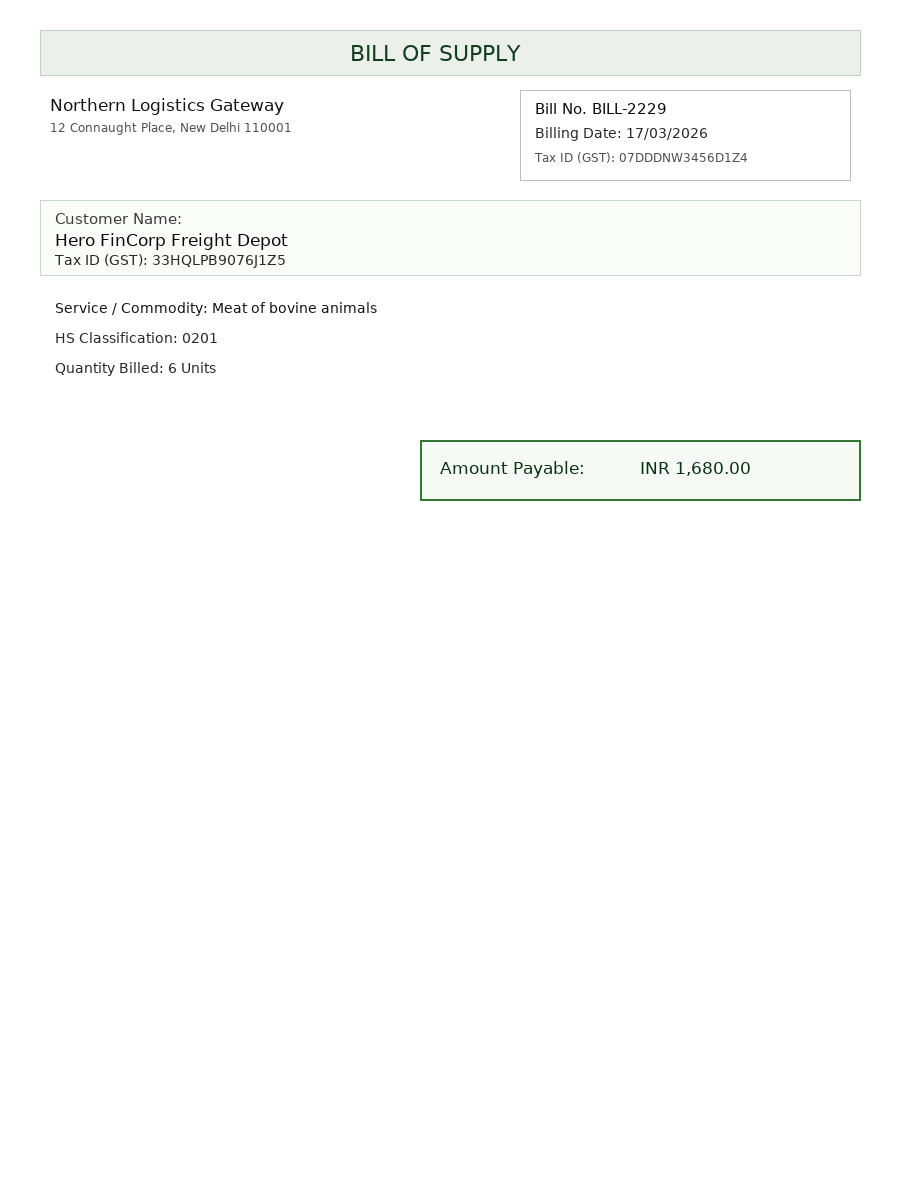 BILL OF SUPPLY
Northern Logistics Gateway
12 Connaught Place, New Delhi 110001
Bill No. BILL-2229
Billing Date: 17/03/2026
Tax ID (GST): 07DDDNW3456D1Z4
Customer Name:
Hero FinCorp Freight Depot
Tax ID (GST): 33HQLPB9076J1Z5
Service / Commodity: Meat of bovine animals
HS Classification: 0201
Quantity Billed: 6 Units
Amount Payable: INR 1,680.00